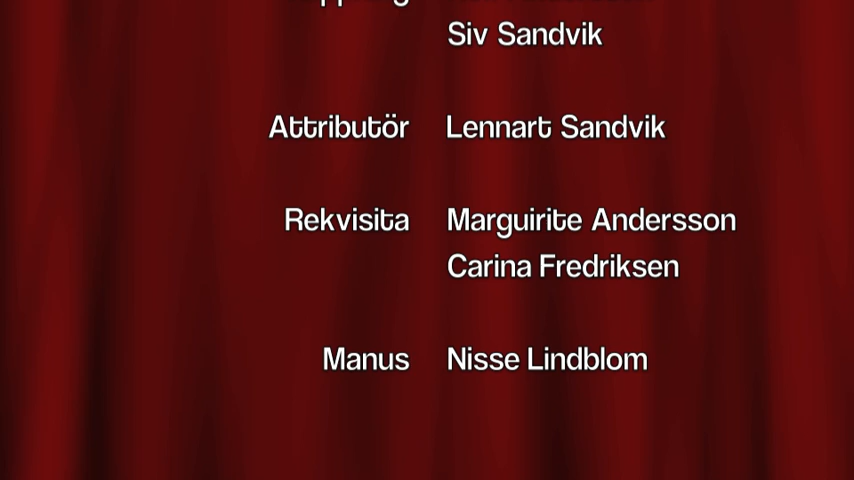 Siv Sandvik
Attributör Lennart Sandvik
Rekvisita Marguirite Andersson
Carina Fredriksen
Manus Nisse Lindblom